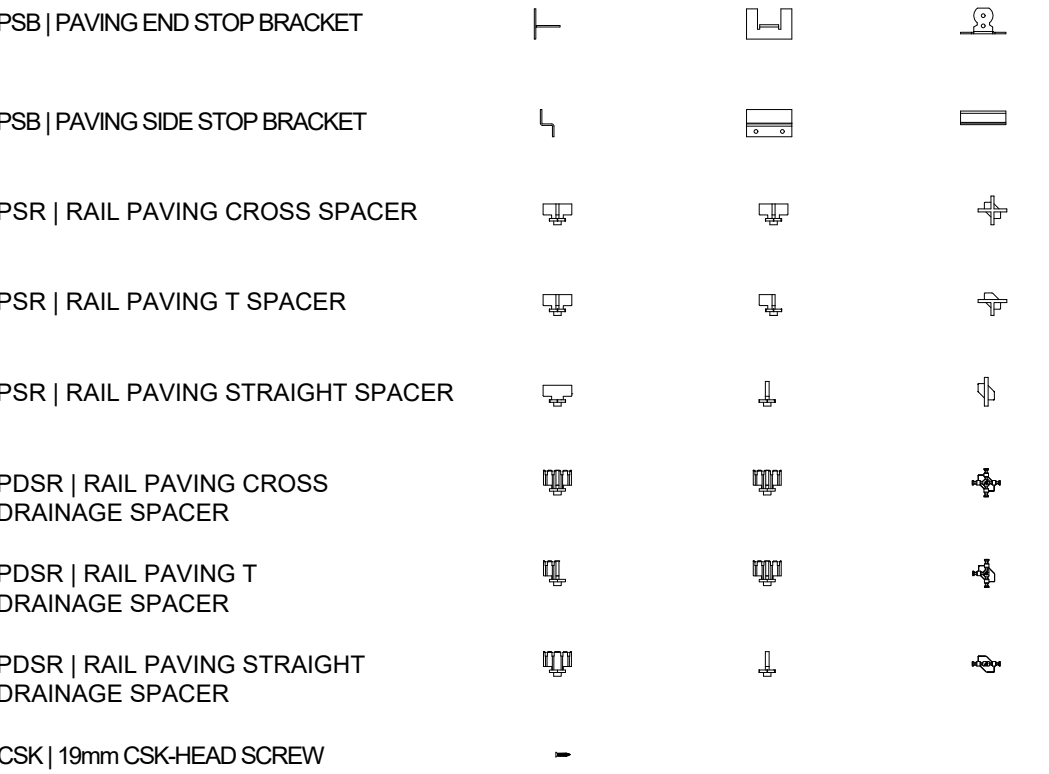 PSB | PAVING END STOP BRACKET
PSB | PAVING SIDE STOP BRACKET
PSR | RAIL PAVING CROSS SPACER
PSR | RAIL PAVING T SPACER
PSR | RAIL PAVING STRAIGHT SPACER
PDSR | RAIL PAVING CROSS
DRAINAGE SPACER
PDSR | RAIL PAVING T
DRAINAGE SPACER
PDSR | RAIL PAVING STRAIGHT
DRAINAGE SPACER
CSK | 19mm CSK-HEAD SCREW